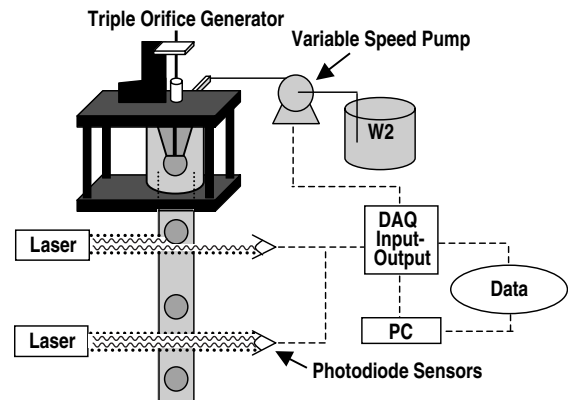 Triple Orifice Generator
Variable Speed Pump
W2
Laser
DAQ
Input-
Output
Data
Laser
PC
Photodiode Sensors